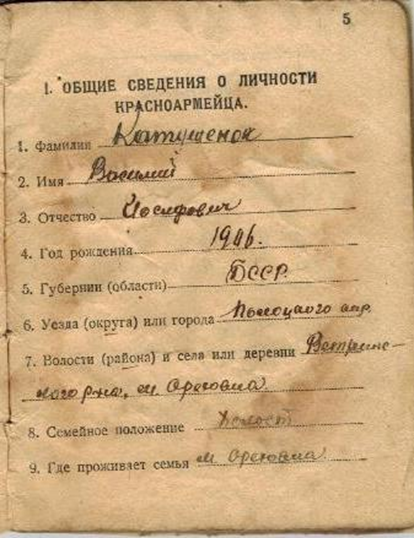 5
I. ОБЩИЕ СВЕДЕНИЯ О ЛИЧНОСТИ
КРАСНОАРМЕЙЦА.
1. Фамилия Катушенок
2. Имя Василий
3. Отчество Иосифович
4. Год рождения 1906.
5. Губернии (области) БССР.
6. Уезда (округа) или города Полоцкого окр.
7. Волости (района) и села или деревни Ветринс-
кого р-на, м. Ореховна.
8. Семейное положение Холост
9. Где проживает семья м. Ореховна.